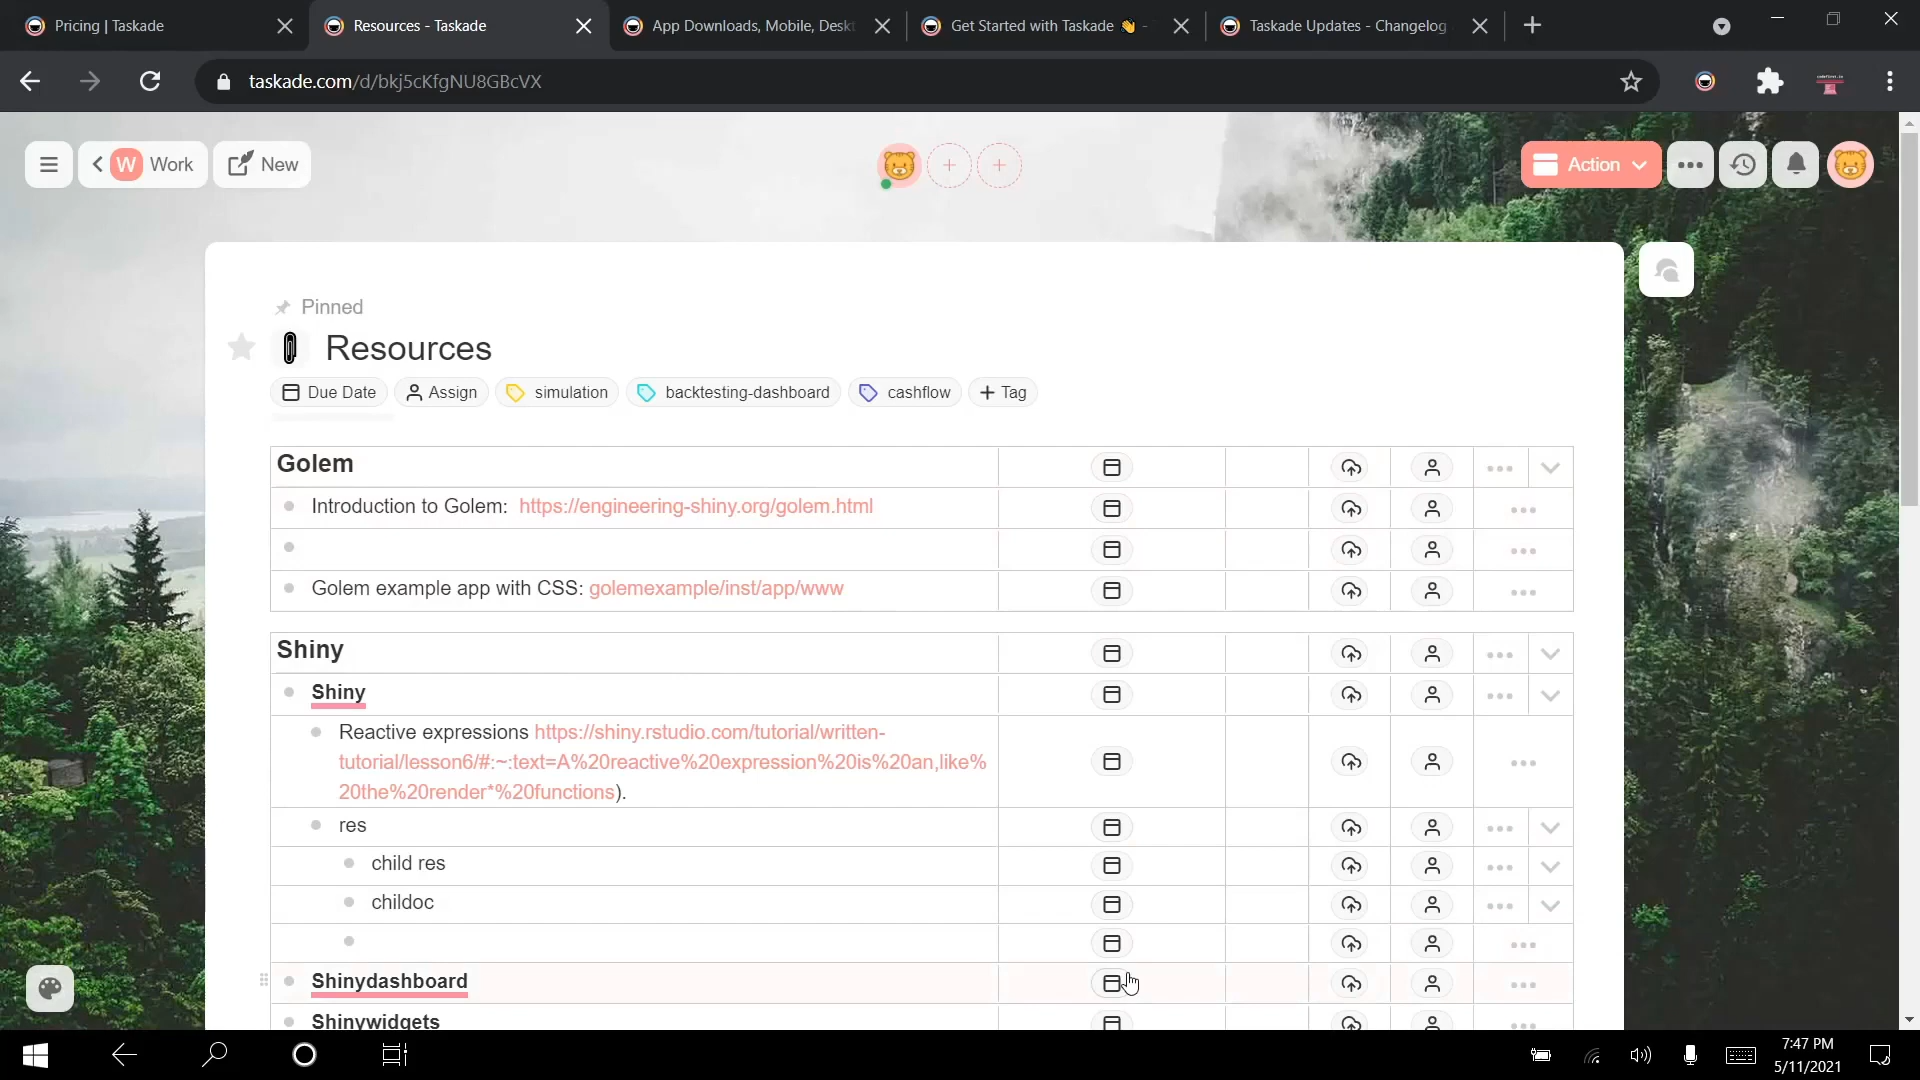 Pricing | Taskade
Resources - Taskade
App Downloads, Mobile, Deskt
Get Started with Taskade 👋 -
Taskade Updates - Changelog
taskade.com/d/bkj5cKfgNU8GBcVX
W Work
New
Action
Pinned
Resources
Due Date
Assign
simulation
backtesting-dashboard
cashflow
+ Tag
Golem
Introduction to Golem: https://engineering-shiny.org/golem.html
Golem example app with CSS: golemexample/inst/app/www
Shiny
Shiny
Reactive expressions https://shiny.rstudio.com/tutorial/written-
tutorial/lesson6/#:~:text=A%20reactive%20expression%20is%20an,like%
20the%20render*%20functions).
res
child res
childoc
Shinydashboard
Shinywidgets
7:47 PM
5/11/2021